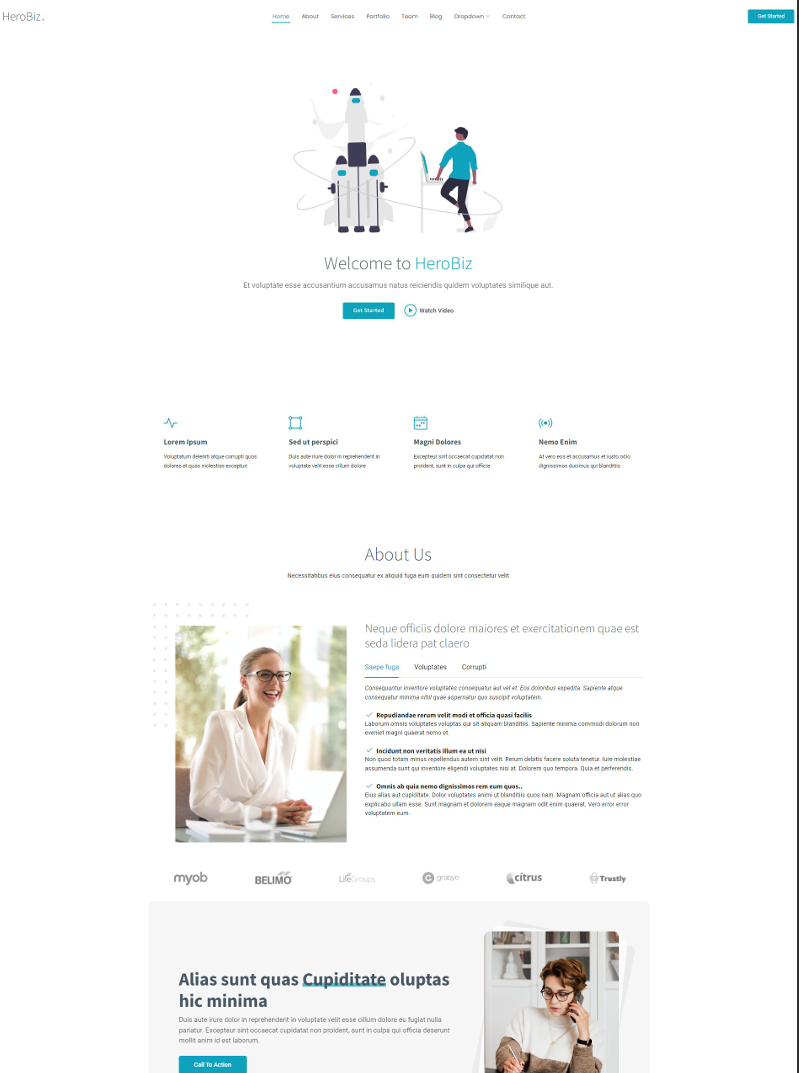 HeroBiz.
Home About Services Portfolio Team Blog Dropdown Contact
Get Started
Welcome to HeroBiz
Et voluptate esse accusantium accusamus natus reiciendis quidem voluptates similique aut.
Get Started Watch Video
Lorem Ipsum
Voluptatum deleniti atque corrupti quos
dolores et quas molestias excepturi
Sed ut perspici
Duis aute irure dolor in reprehenderit in
voluptate velit esse cillum dolore
Magni Dolores
Excepteur sint occaecat cupidatat non
proident, sunt in culpa qui officia
Nemo Enim
At vero eos et accusamus et iusto odio
dignissimos ducimus qui blanditiis
About Us
Necessitatibus eius consequatur ex aliquid fuga eum quidem sint consectetur velit
Neque officiis dolore maiores et exercitationem quae est
seda lidera pat claero
Saepe fuga Voluptates Corrupti
Consequuntur inventore voluptates consequatur aut vel et. Eos doloribus expedita. Sapiente atque
consequatur minima nihil quae aspernatur quo suscipit voluptatem.
Repudiandae rerum velit modi et officia quasi facilis
Laborum omnis voluptates voluptas qui sit aliquam blanditiis. Sapiente minima commodi dolorum non
eveniet magni quaerat nemo et.
Incidunt non veritatis illum ea ut nisi
Non quod totam minus repellendus autem sint velit. Rerum debitis facere soluta tenetur. Iure molestiae
assumenda sunt qui inventore eligendi voluptates nisi at. Dolorem quo tempora. Quia et perferendis.
Omnis ab quia nemo dignissimos rem eum quos..
Eius alias aut cupiditate. Dolor voluptates animi ut blanditiis quos nam. Magnam officia aut ut alias quo
explicabo ullam esse. Sunt magnam et dolorem eaque magnam odit enim quaerat. Vero error error
voluptatem eum.
myob BELIMO LifeGroups grabyo citrus Trustly
Alias sunt quas Cupiditate oluptas
hic minima
Duis aute irure dolor in reprehenderit in voluptate velit esse cillum dolore eu fugiat nulla
pariatur. Excepteur sint occaecat cupidatat non proident, sunt in culpa qui officia deserunt
mollit anim id est laborum.
Call To Action